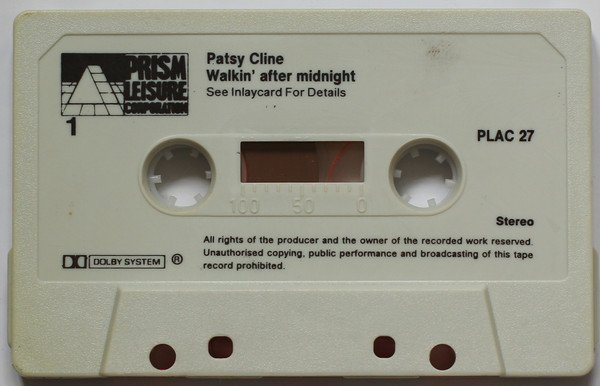 PRISM
LEISURE
CORPORATION
1
Patsy Cline
Walkin' after midnight
See Inlaycard For Details
PLAC 27
100 50 0
Stereo
DOLBY SYSTEM ®
All rights of the producer and the owner of the recorded work reserved.
Unauthorised copying, public performance and broadcasting of this tape
record prohibited.